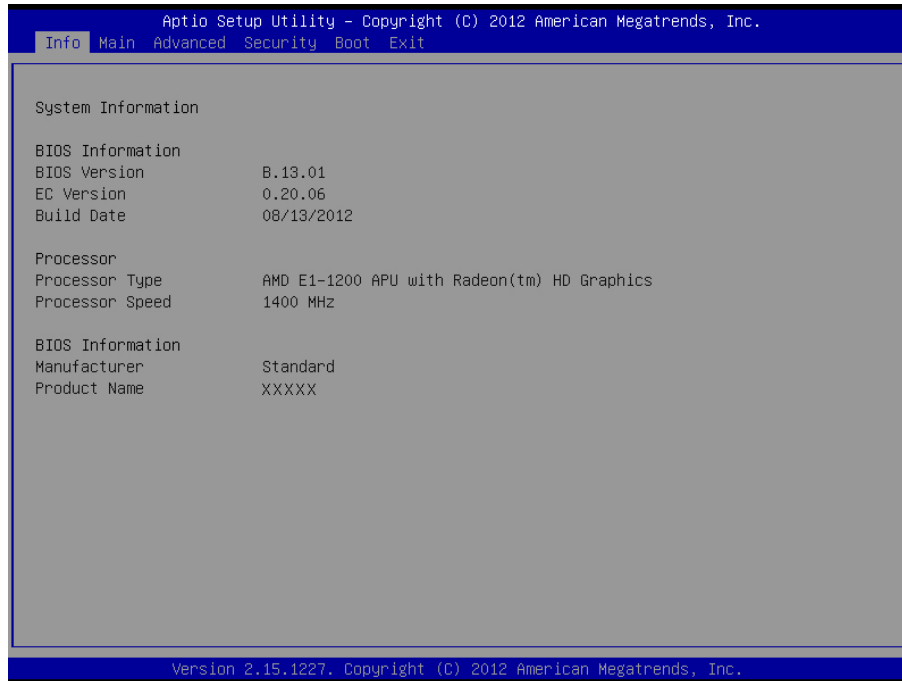 Aptio Setup Utility – Copyright (C) 2012 American Megatrends, Inc.
Info Main Advanced Security Boot Exit
System Information
BIOS Information
BIOS Version B.13.01
EC Version 0.20.06
Build Date 08/13/2012
Processor
Processor Type AMD E1-1200 APU with Radeon(tm) HD Graphics
Processor Speed 1400 MHz
BIOS Information
Manufacturer Standard
Product Name XXXXX
Version 2.15.1227. Copyright (C) 2012 American Megatrends, Inc.